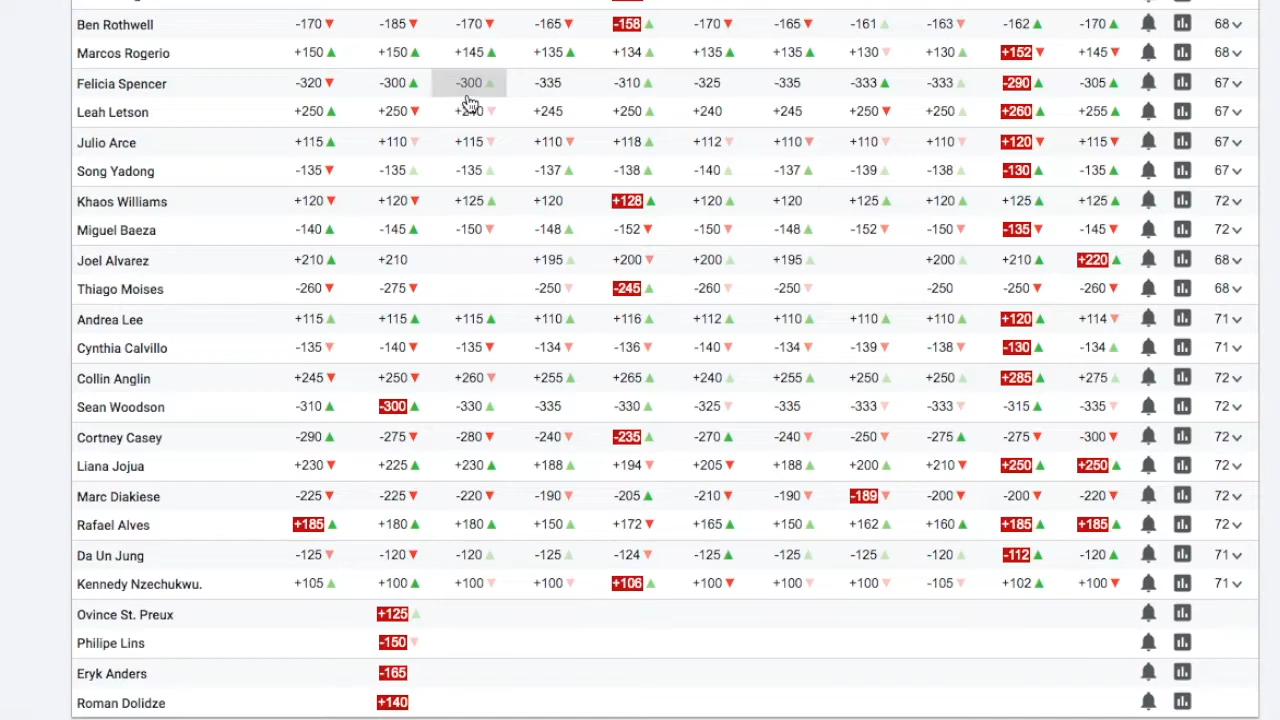 Ben Rothwell -170▼ -185▼ -170▼ -165▼ -158▲ -170▼ -165▼ -161▲ -163▼ -162▲ -170▲ 68
Marcos Rogerio +150▲ +150▲ +145▲ +135▲ +134▲ +135▲ +135▲ +130▼ +130▲ +152▼ +145▼ 68
Felicia Spencer -320▼ -300▲ -300▲ -335 -310▲ -325 -335 -333▲ -333▲ -290▲ -305▲ 67
Leah Letson +250▲ +250▼ +240▼ +245 +250▲ +240 +245 +250▼ +250▲ +260▲ +255▲ 67
Julio Arce +115▲ +110▼ +115▼ +110▼ +118▲ +112▼ +110▼ +110▼ +110▼ +120▼ +115▼ 67
Song Yadong -135▼ -135▲ -135▲ -137▲ -138▲ -140▲ -137▲ -139▲ -138▲ -130▲ -135▲ 67
Khaos Williams +120▼ +120▼ +125▲ +120 +128▲ +120▲ +120 +125▲ +120▲ +125▲ +125▲ 72
Miguel Baeza -140▲ -145▲ -150▼ -148▲ -152▼ -150▼ -148▲ -152▼ -150▼ -135▼ -145▼ 72
Joel Alvarez +210▲ +210 +195▲ +200▼ +200▲ +195▲ +200▲ +210▲ +220▲ 68
Thiago Moises -260▼ -275▼ -250▼ -245▲ -260▼ -250▼ -250 -250▼ -260▼ 68
Andrea Lee +115▲ +115▲ +115▲ +110▲ +116▲ +112▲ +110▲ +110▲ +110▲ +120▲ +114▼ 71
Cynthia Calvillo -135▼ -140▼ -135▼ -134▼ -136▼ -140▼ -134▼ -139▼ -138▼ -130▲ -134▲ 71
Collin Anglin +245▼ +250▼ +260▼ +255▲ +265▲ +240▲ +255▲ +250▲ +250▲ +285▲ +275▲ 72
Sean Woodson -310▲ -300▲ -330▲ -335 -330▲ -325▼ -335 -333▼ -333▼ -315▲ -335▼ 72
Cortney Casey -290▲ -275▼ -280▼ -240▼ -235▲ -270▲ -240▼ -250▼ -275▲ -275▼ -300▼ 72
Liana Jojua +230▼ +225▲ +230▲ +188▲ +194▼ +205▼ +188▲ +200▲ +210▼ +250▲ +250▲ 72
Marc Diakiese -225▼ -225▼ -220▼ -190▼ -205▲ -210▼ -190▼ -189▼ -200▼ -200▼ -220▼ 72
Rafael Alves +185▲ +180▲ +180▲ +150▲ +172▼ +165▲ +150▲ +162▲ +160▲ +185▲ +185▲ 72
Da Un Jung -125▼ -120▼ -120▲ -125▲ -124▼ -125▲ -125▲ -125▲ -120▲ -112▲ -120▲ 71
Kennedy Nzechukwu. +105▲ +100▲ +100▼ +100▼ +106▲ +100▼ +100▼ +100▼ -105▼ +102▲ +100▼ 71
Ovince St. Preux +125▲
Philipe Lins -150▼
Eryk Anders -165
Roman Dolidze +140